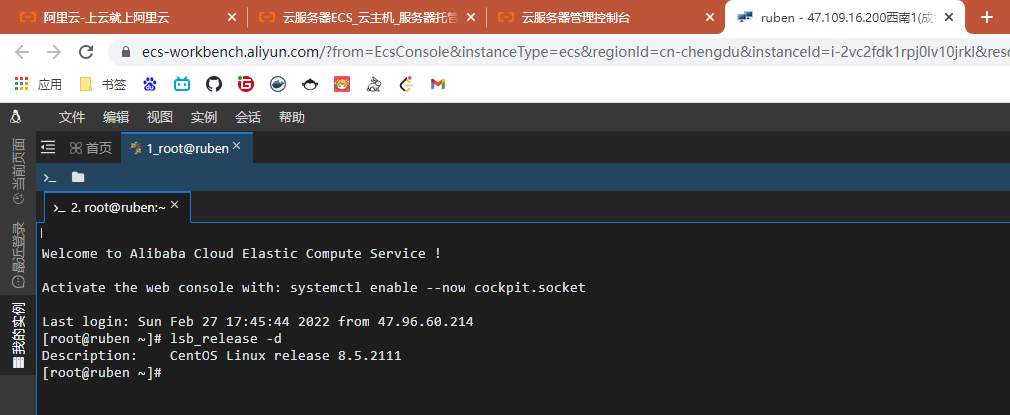 阿里云-上云就上阿里云
云服务器ECS_云主机_服务器托管
云服务器管理控制台
ruben - 47.109.16.200西南1(成
ecs-workbench.aliyun.com/?from=EcsConsole&instanceType=ecs&regionId=cn-chengdu&instanceId=i-2vc2fdk1rpj0lv10jrkl&reso
应用 书签
文件 编辑 视图 实例 会话 帮助
首页 1_root@ruben
2. root@ruben:~
当前页面
最近登录
我的实例
Welcome to Alibaba Cloud Elastic Compute Service !
Activate the web console with: systemctl enable --now cockpit.socket
Last login: Sun Feb 27 17:45:44 2022 from 47.96.60.214
[root@ruben ~]# lsb_release -d
Description: CentOS Linux release 8.5.2111
[root@ruben ~]#